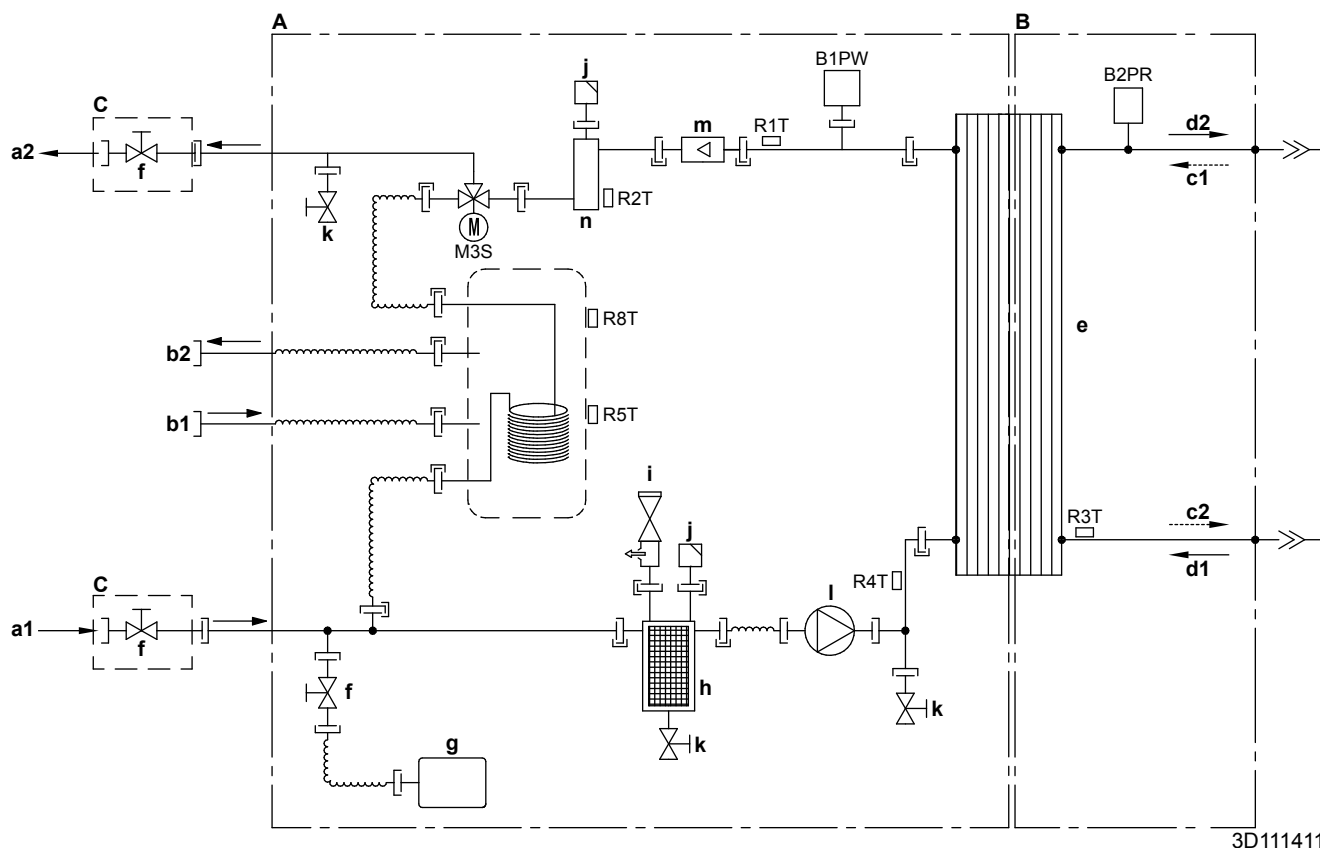 A
B
C
j
B1PW
B2PR
m
R1T
d2
a2
f
c1
k
n
R2T
M
M3S
R8T
e
b2
R5T
b1
i
j
R3T
c2
C
l
R4T
d1
a1
f
f
h
k
k
g
3D111411